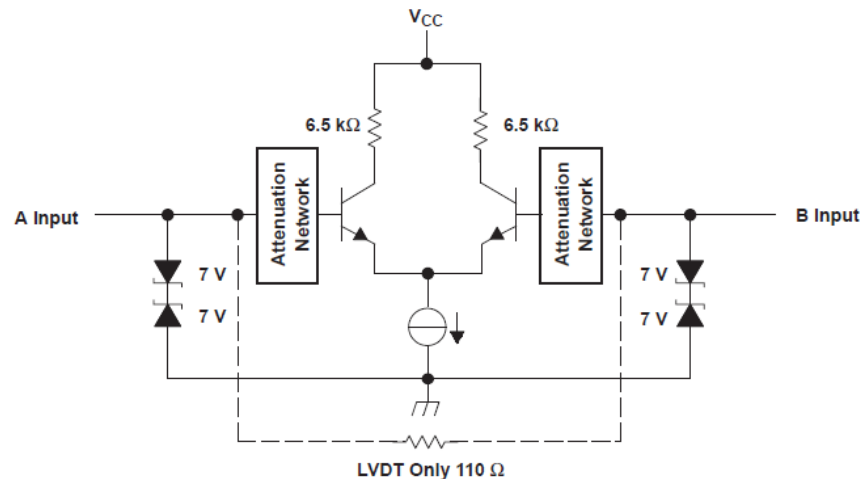 VCC
6.5 kΩ
6.5 kΩ
Attenuation
Network
Attenuation
Network
A Input
B Input
7 V
7 V
7 V
7 V
LVDT Only 110 Ω